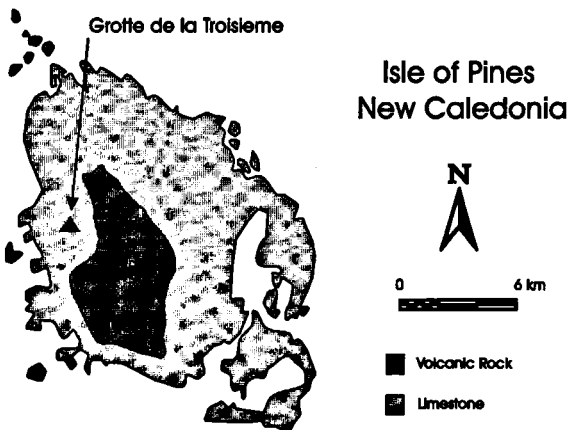 Grotte de la Troisieme
Isle of Pines
New Caledonia
N
0 6 km
Volcanic Rock
Limestone